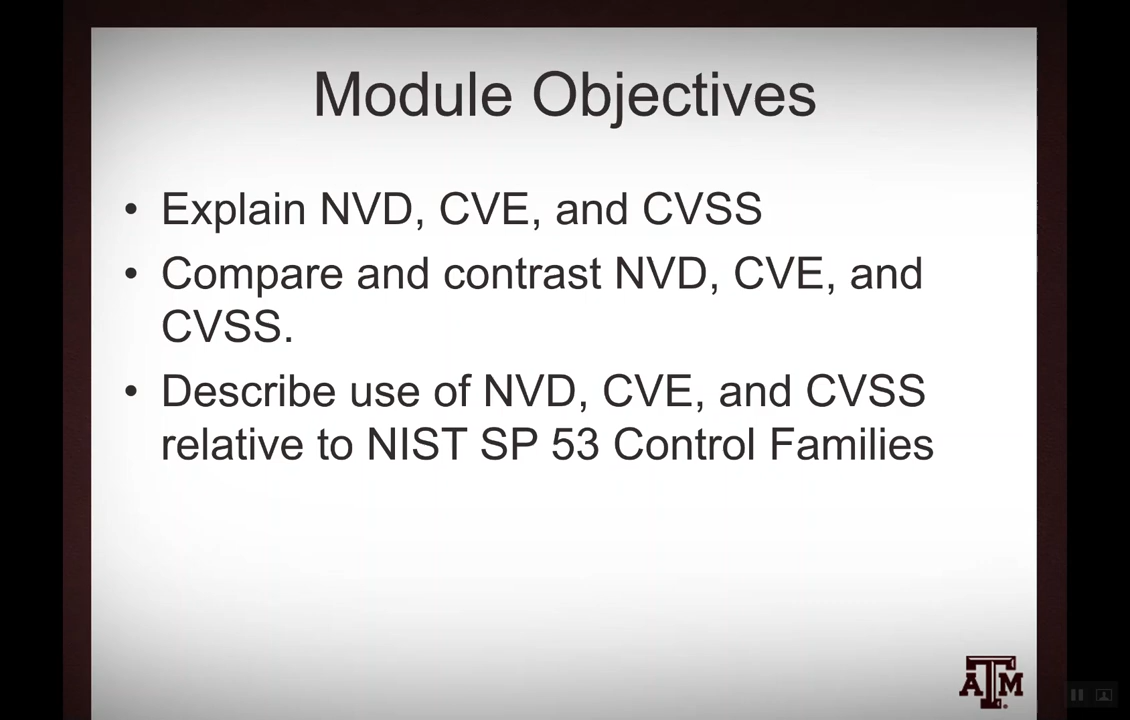 Module Objectives
• Explain NVD, CVE, and CVSS
• Compare and contrast NVD, CVE, and
CVSS.
• Describe use of NVD, CVE, and CVSS
relative to NIST SP 53 Control Families
ATM